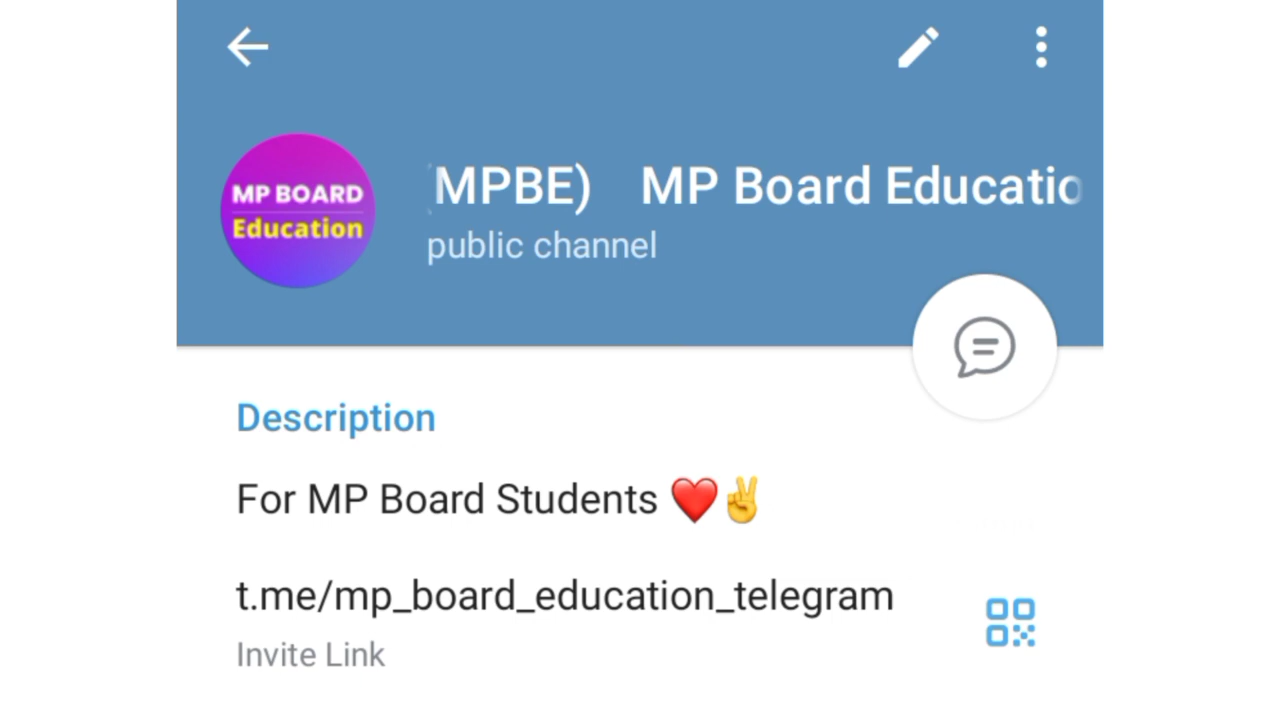 MP BOARD
Education
MPBE) MP Board Educatio
public channel
Description
For MP Board Students ❤️✌️
t.me/mp_board_education_telegram
Invite Link